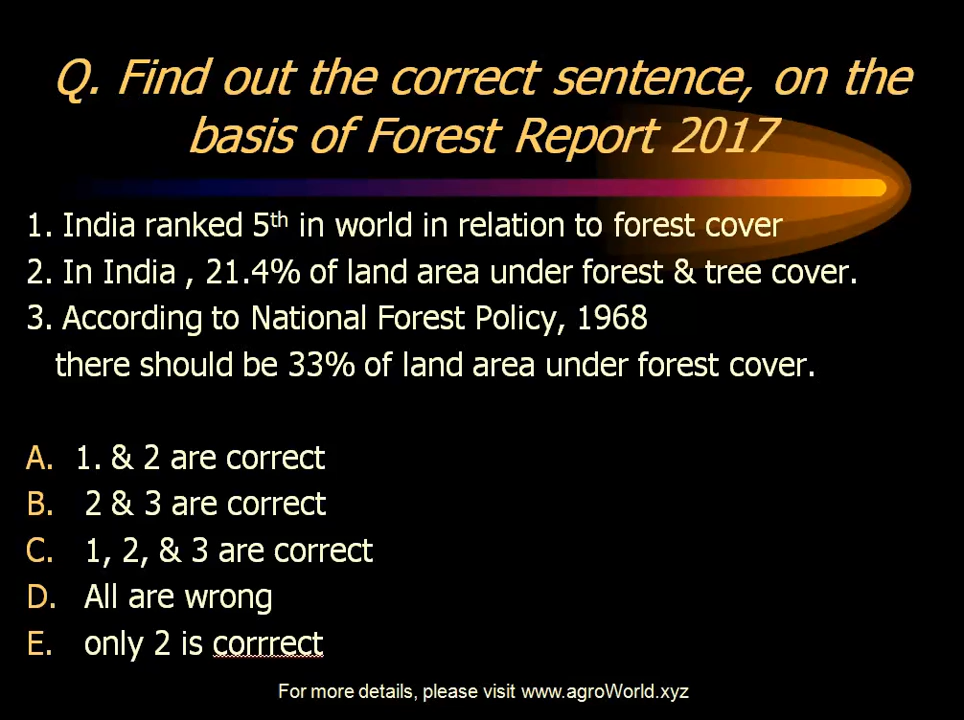 Q. Find out the correct sentence, on the
basis of Forest Report 2017
1. India ranked 5th in world in relation to forest cover
2. In India , 21.4% of land area under forest & tree cover.
3. According to National Forest Policy, 1968
there should be 33% of land area under forest cover.
A. 1. & 2 are correct
B. 2 & 3 are correct
C. 1, 2, & 3 are correct
D. All are wrong
E. only 2 is corrrect
For more details, please visit www.agroWorld.xyz